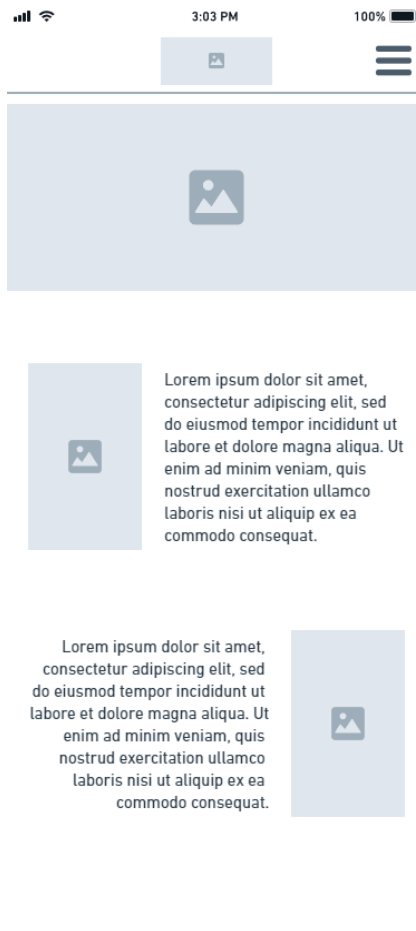 3:03 PM
100%
Lorem ipsum dolor sit amet,
consectetur adipiscing elit, sed
do eiusmod tempor incididunt ut
labore et dolore magna aliqua. Ut
enim ad minim veniam, quis
nostrud exercitation ullamco
laboris nisi ut aliquip ex ea
commodo consequat.
Lorem ipsum dolor sit amet,
consectetur adipiscing elit, sed
do eiusmod tempor incididunt ut
labore et dolore magna aliqua. Ut
enim ad minim veniam, quis
nostrud exercitation ullamco
laboris nisi ut aliquip ex ea
commodo consequat.